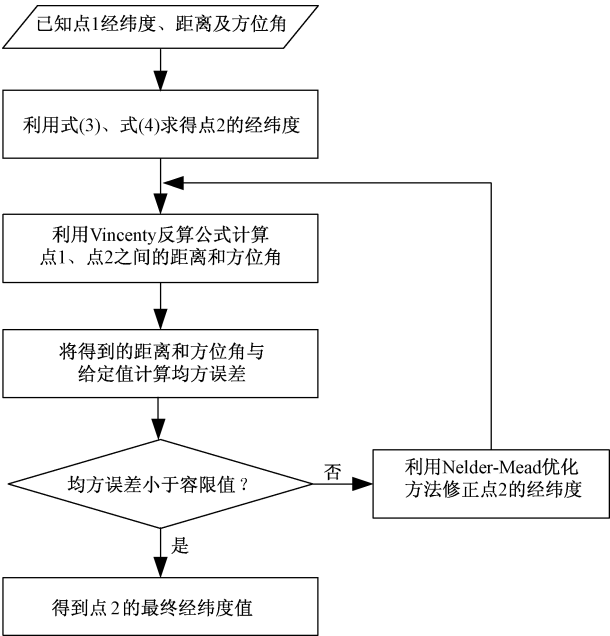 已知点1经纬度、距离及方位角
利用式(3)、式(4)求得点2的经纬度
利用Vincenty反算公式计算
点1、点2之间的距离和方位角
将得到的距离和方位角与
给定值计算均方误差
均方误差小于容限值？
否
利用Nelder-Mead优化
方法修正点2的经纬度
是
得到点2的最终经纬度值